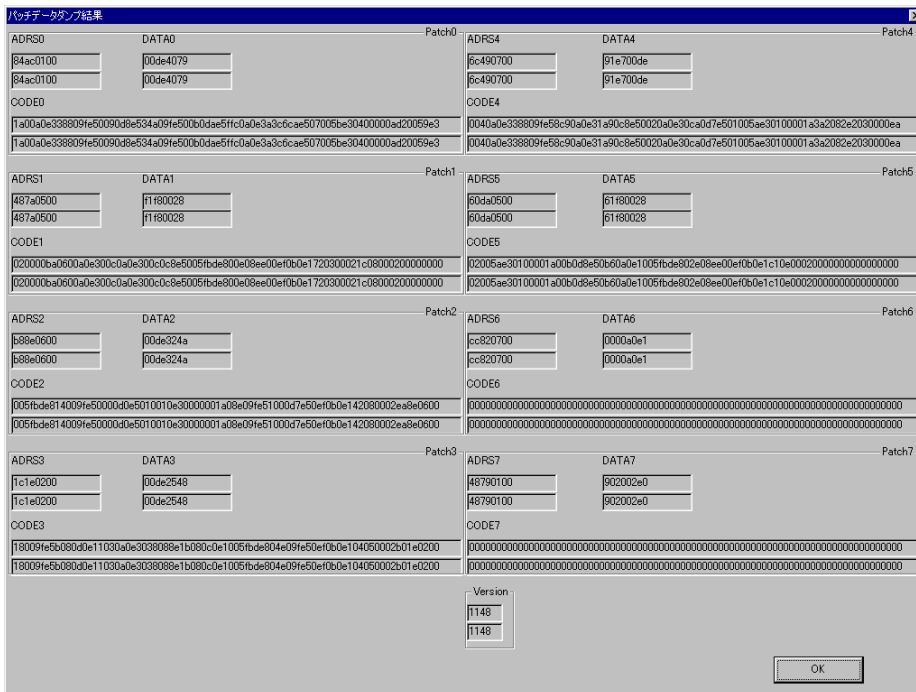 パッチデータダンプ結果
Patch0
ADRS0 DATA0
84ac0100 00de4079
84ac0100 00de4079
CODE0
1a00a0e338809fe50090d8e534a09fe500b0dae5ffc0a0e3a3c6cae507005be30400000ad20059e3
1a00a0e338809fe50090d8e534a09fe500b0dae5ffc0a0e3a3c6cae507005be30400000ad20059e3
Patch1
ADRS1 DATA1
487a0500 f1f80028
487a0500 f1f80028
CODE1
020000ba0600a0e300c0a0e300c0c8e5005fbde800e08ee00ef0b0e1720300021c08000200000000
020000ba0600a0e300c0a0e300c0c8e5005fbde800e08ee00ef0b0e1720300021c08000200000000
Patch2
ADRS2 DATA2
b88e0600 00de324a
b88e0600 00de324a
CODE2
005fbde814009fe50000d0e5010010e30000001a08e09fe51000d7e50ef0b0e142080002ea8e0600
005fbde814009fe50000d0e5010010e30000001a08e09fe51000d7e50ef0b0e142080002ea8e0600
Patch3
ADRS3 DATA3
1c1e0200 00de2548
1c1e0200 00de2548
CODE3
18009fe5b080d0e11030a0e3038088e1b080c0e1005fbde804e09fe50ef0b0e104050002b01e0200
18009fe5b080d0e11030a0e3038088e1b080c0e1005fbde804e09fe50ef0b0e104050002b01e0200
Patch4
ADRS4 DATA4
6c490700 91e700de
6c490700 91e700de
CODE4
0040a0e338809fe58c90a0e31a90c8e50020a0e30ca0d7e501005ae30100001a3a2082e2030000ea
0040a0e338809fe58c90a0e31a90c8e50020a0e30ca0d7e501005ae30100001a3a2082e2030000ea
Patch5
ADRS5 DATA5
60da0500 61f80028
60da0500 61f80028
CODE5
02005ae30100001a00b0d8e50b60a0e1005fbde802e08ee00ef0b0e1c10e00020000000000000000
02005ae30100001a00b0d8e50b60a0e1005fbde802e08ee00ef0b0e1c10e00020000000000000000
Patch6
ADRS6 DATA6
cc820700 0000a0e1
cc820700 0000a0e1
CODE6
00000000000000000000000000000000000000000000000000000000000000000000000000000000
00000000000000000000000000000000000000000000000000000000000000000000000000000000
Patch7
ADRS7 DATA7
48790100 902002e0
48790100 902002e0
CODE7
00000000000000000000000000000000000000000000000000000000000000000000000000000000
00000000000000000000000000000000000000000000000000000000000000000000000000000000
Version
1148
1148
OK